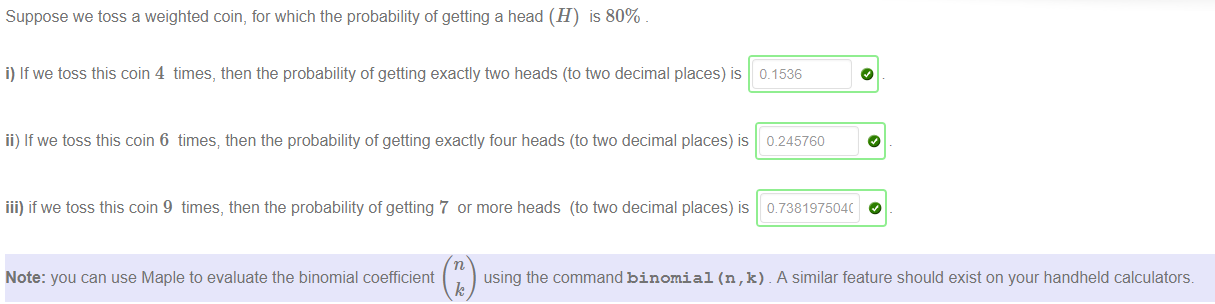 Suppose we toss a weighted coin, for which the probability of getting a head (H) is 80% .
i) If we toss this coin 4 times, then the probability of getting exactly two heads (to two decimal places) is 0.1536 .
ii) If we toss this coin 6 times, then the probability of getting exactly four heads (to two decimal places) is 0.245760 .
iii) if we toss this coin 9 times, then the probability of getting 7 or more heads (to two decimal places) is 0.7381975040 .
Note: you can use Maple to evaluate the binomial coefficient (n k) using the command binomial(n,k). A similar feature should exist on your handheld calculators.